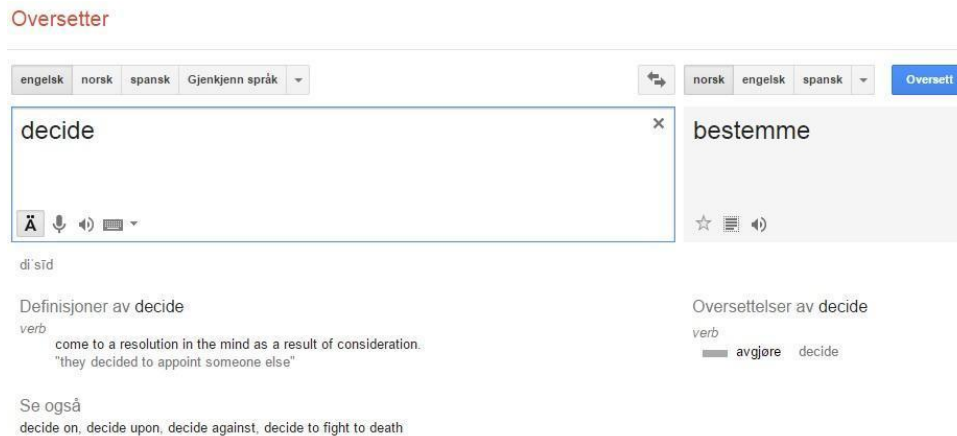 Oversetter
engelsk norsk spansk Gjenkjenn språk norsk engelsk spansk Oversett
decide bestemme
Ä
di'sīd
Definisjoner av decide Oversettelser av decide
verb verb
come to a resolution in the mind as a result of consideration. avgjøre decide
"they decided to appoint someone else"
Se også
decide on, decide upon, decide against, decide to fight to death